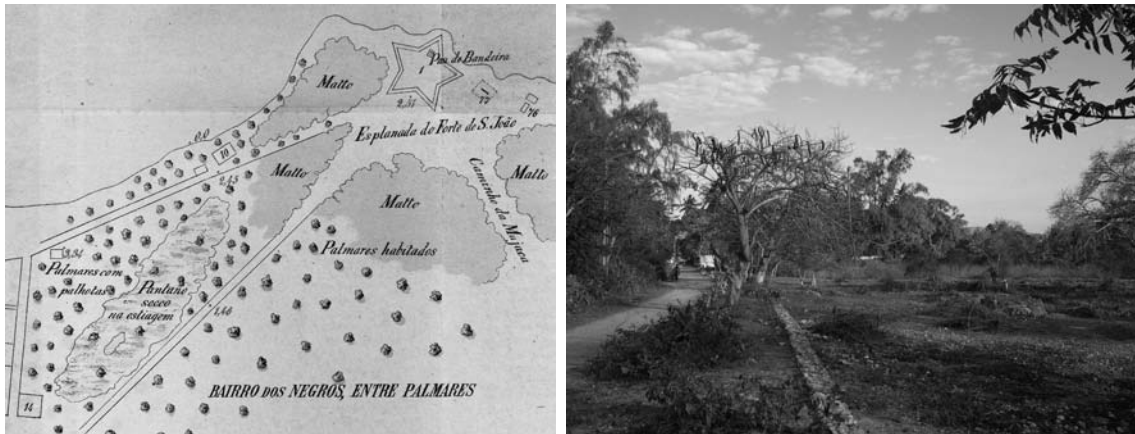 Pau de Bandeira
1
Matto
2,31
77
76
0,0
Esplanada do Forte de S. João
10
2,45
Matto
Matto
Matto
Caminho da Mujaca
Palmares habitados
3,34
Palmares com
palhotas
Pantano
secco
na estiagem
1,46
BAIRRO DOS NEGROS, ENTRE PALMARES
14